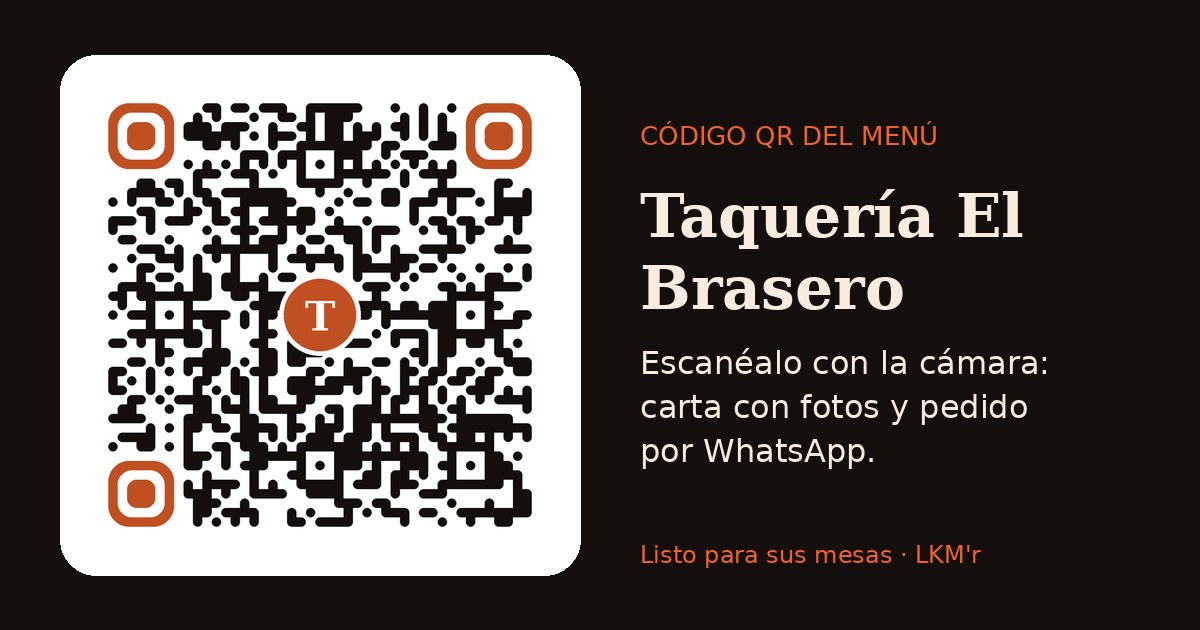 T
CÓDIGO QR DEL MENÚ
Taquería El
Brasero
Escanéalo con la cámara:
carta con fotos y pedido
por WhatsApp.
Listo para sus mesas · LKM'r